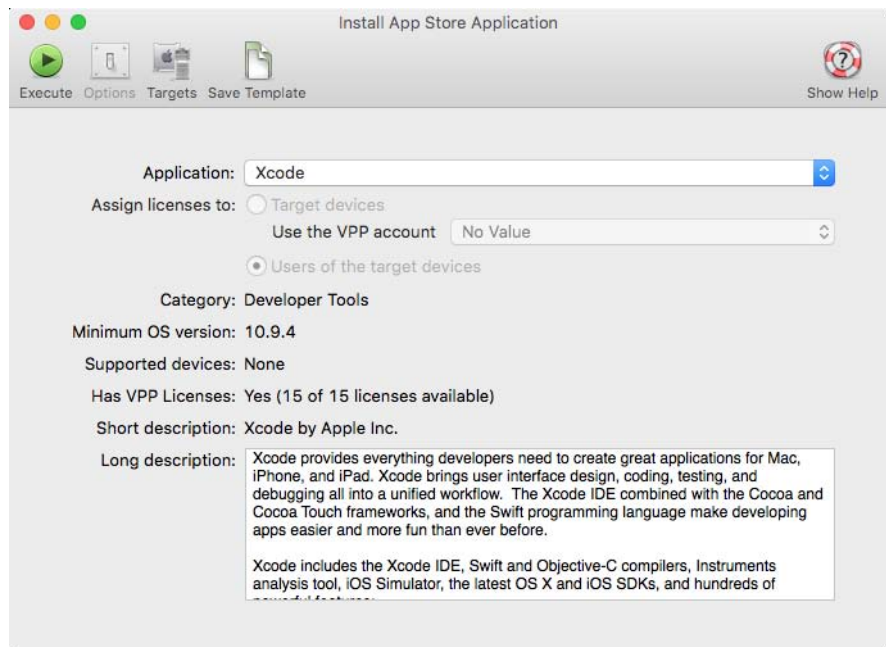 Install App Store Application
Execute Options Targets Save Template Show Help
Application: Xcode
Assign licenses to: Target devices
Use the VPP account No Value
Users of the target devices
Category: Developer Tools
Minimum OS version: 10.9.4
Supported devices: None
Has VPP Licenses: Yes (15 of 15 licenses available)
Short description: Xcode by Apple Inc.
Long description: Xcode provides everything developers need to create great applications for Mac,
iPhone, and iPad. Xcode brings user interface design, coding, testing, and
debugging all into a unified workflow.  The Xcode IDE combined with the Cocoa and
Cocoa Touch frameworks, and the Swift programming language make developing
apps easier and more fun than ever before.
Xcode includes the Xcode IDE, Swift and Objective-C compilers, Instruments
analysis tool, iOS Simulator, the latest OS X and iOS SDKs, and hundreds of